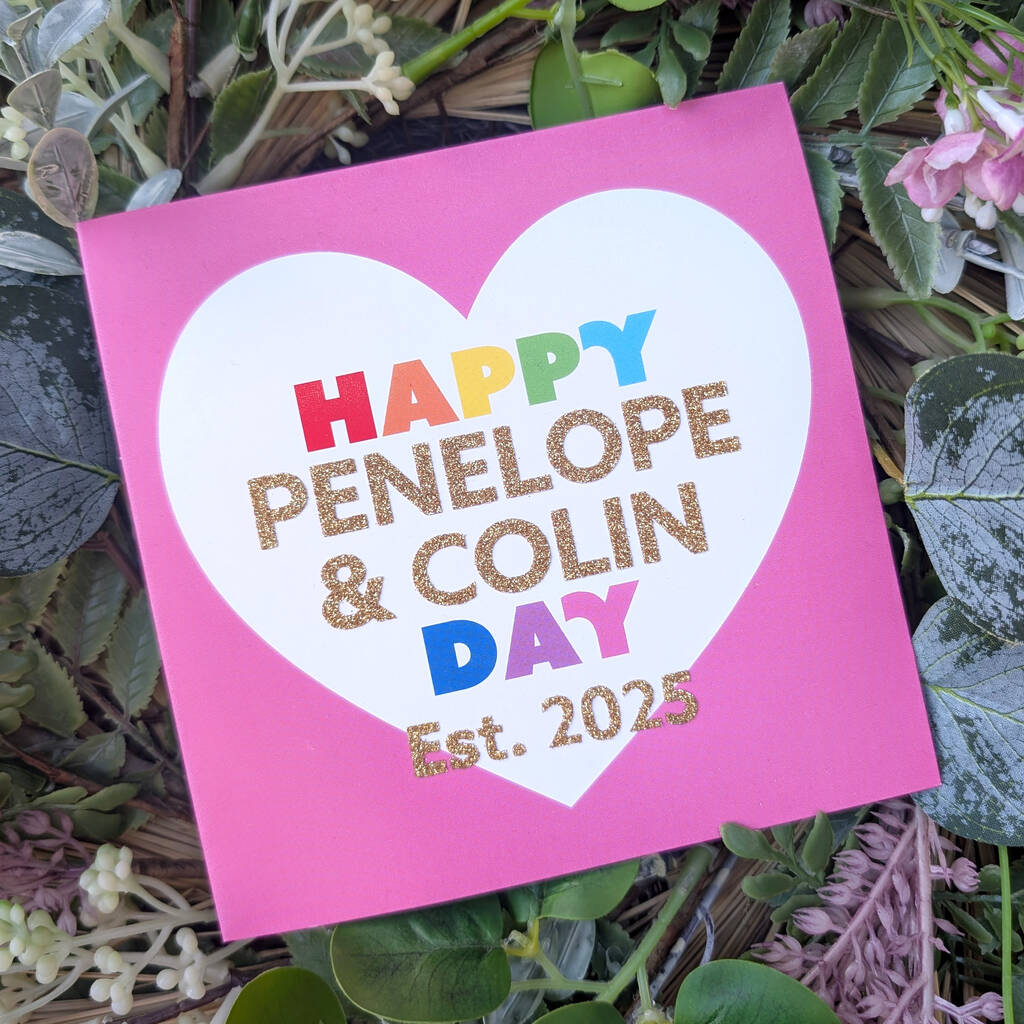 HAPPY
PENELOPE
& COLIN
DAY
Est. 2025